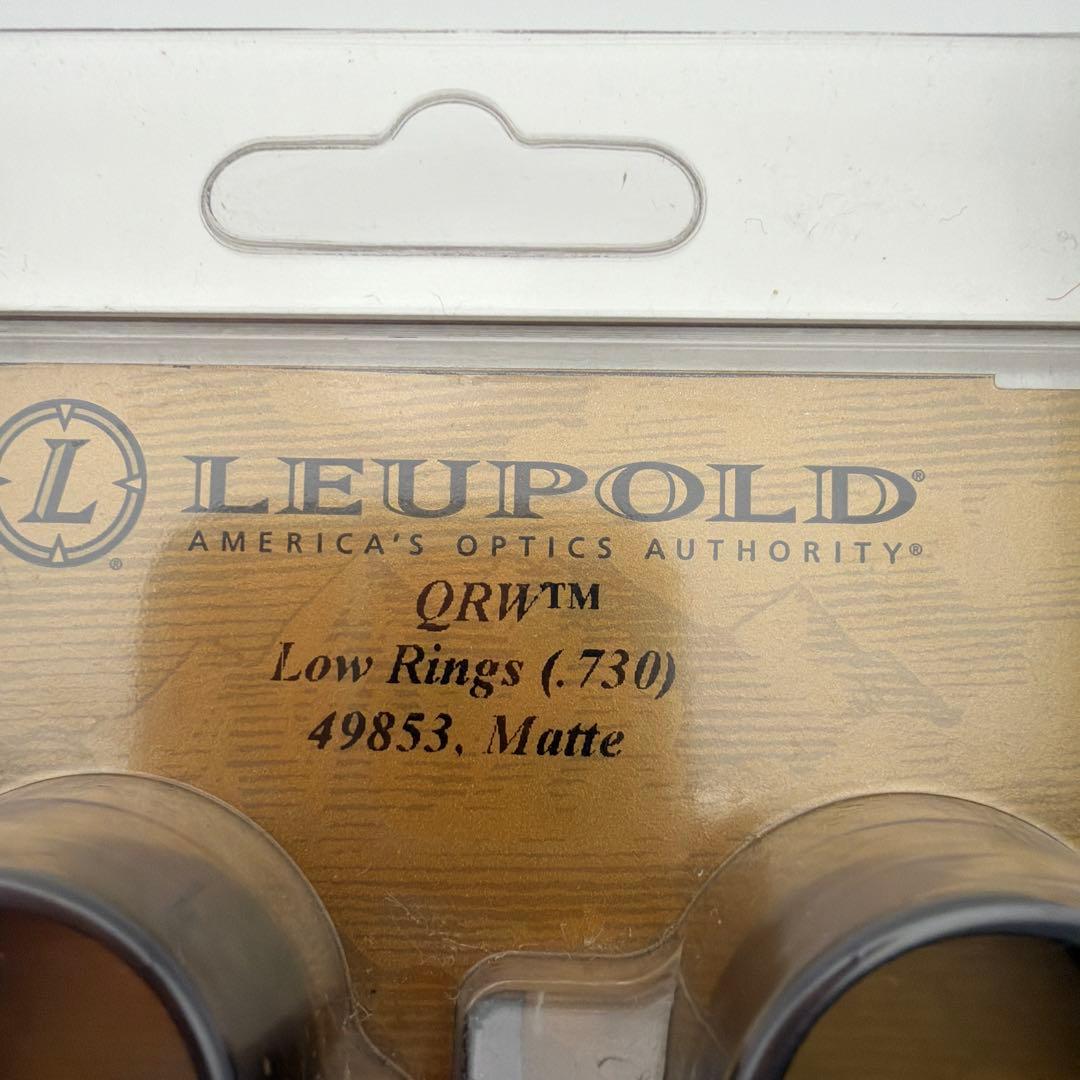 L®
LEUPOLD®
AMERICA'S OPTICS AUTHORITY®
QRW™
Low Rings (.730)
49853, Matte